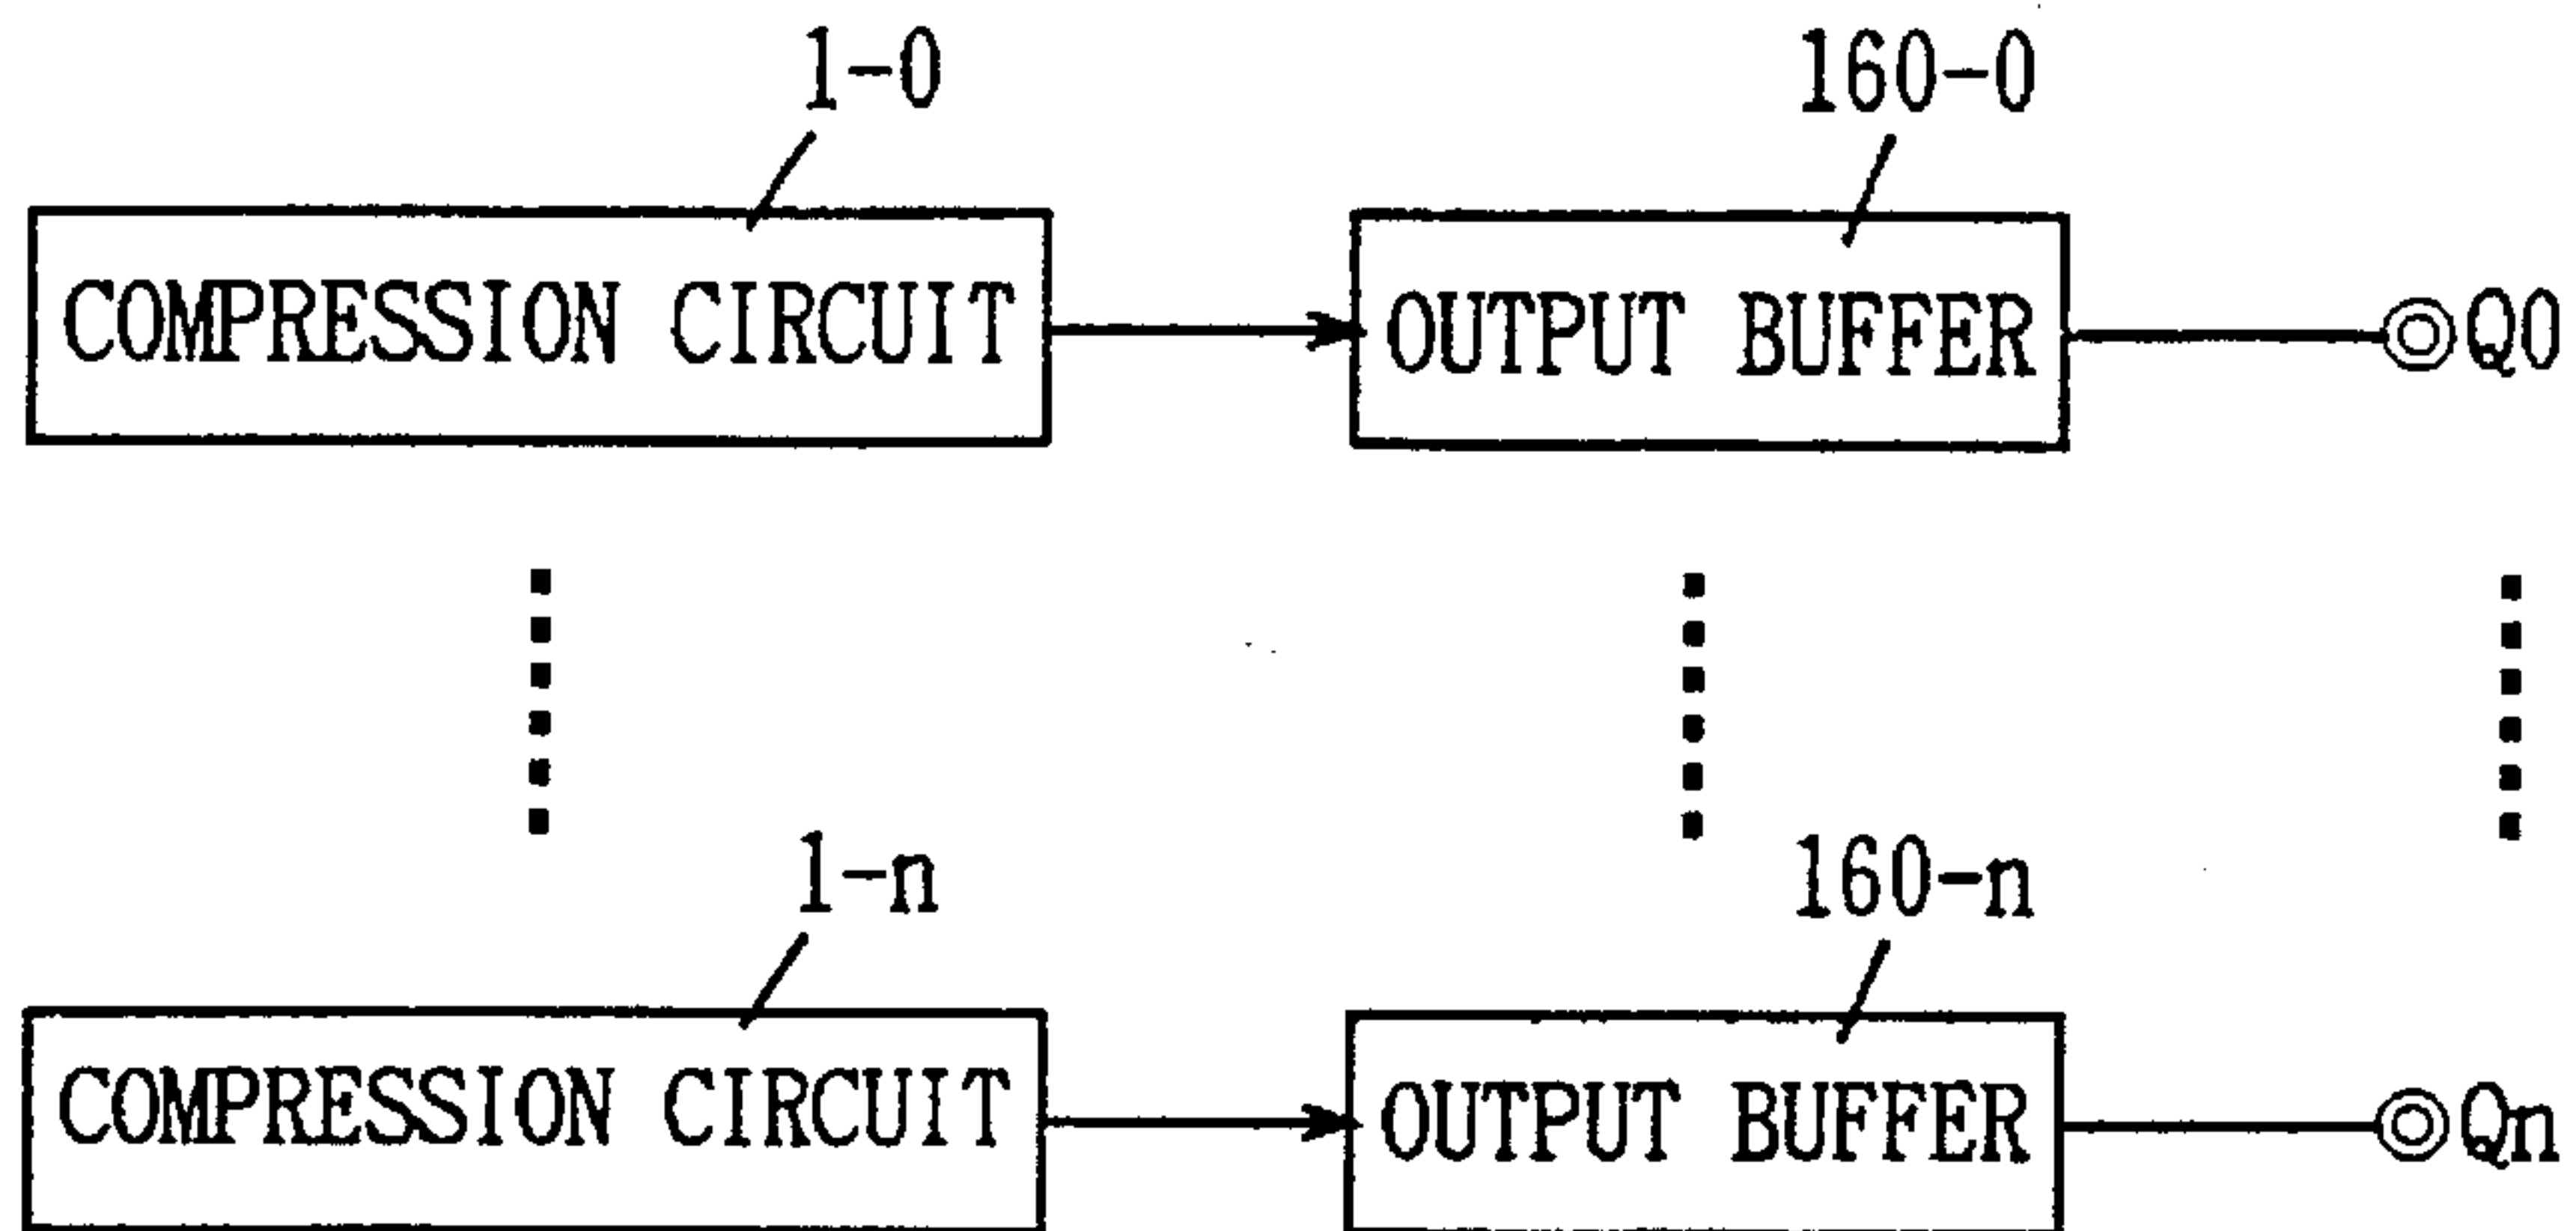 1-0
160-0
COMPRESSION CIRCUIT
OUTPUT BUFFER
Q0
1-n
160-n
COMPRESSION CIRCUIT
OUTPUT BUFFER
Qn